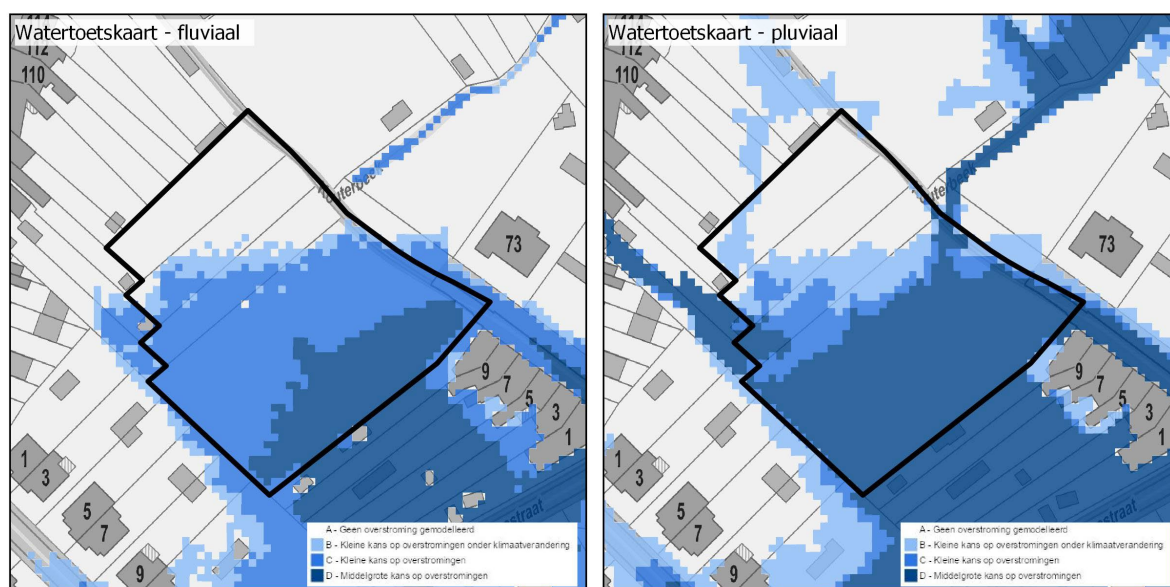 Watertoetskaart - fluviaal
112
114
110
73
9
7
5
3
1
1
3
5
7
9
A - Geen overstroming gemodelleerd
B - Kleine kans op overstromingen onder klimaatverandering
C - Kleine kans op overstromingen
D - Middelgrote kans op overstromingen
Watertoetskaart - pluviaal
112
114
110
73
9
7
5
3
1
1
3
5
7
9
A - Geen overstroming gemodelleerd
B - Kleine kans op overstromingen onder klimaatverandering
C - Kleine kans op overstromingen
D - Middelgrote kans op overstromingen